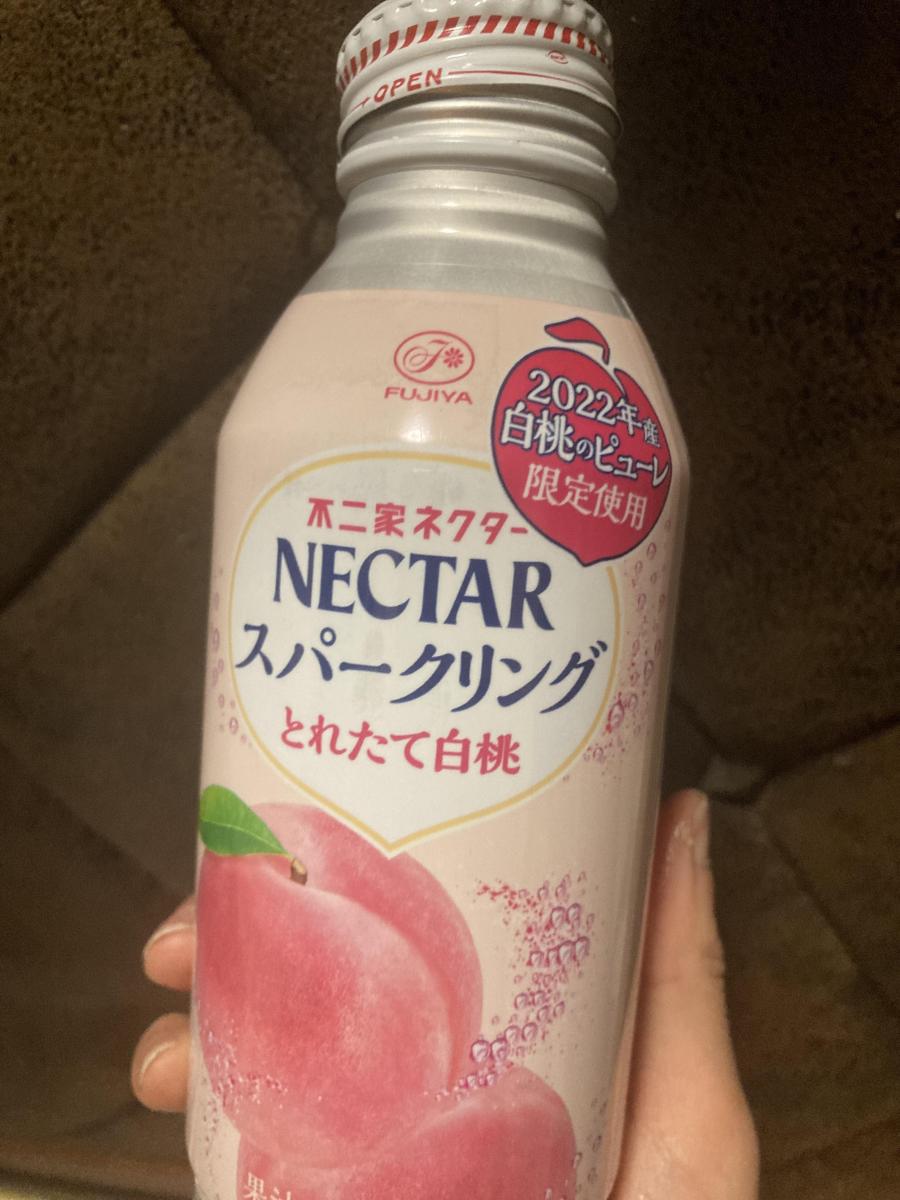 OPEN
FUJIYA
2022年産
白桃のピューレ
限定使用
不二家ネクター
NECTAR
スパークリング
とれたて白桃